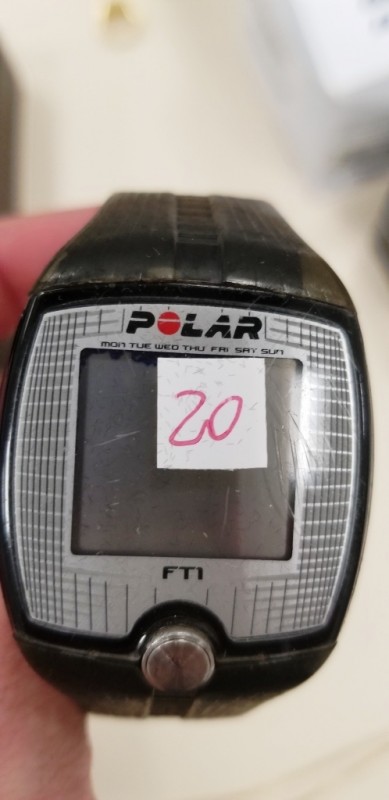 POLAR
MON TUE WED THU FRI SAT SUN
20
FT1